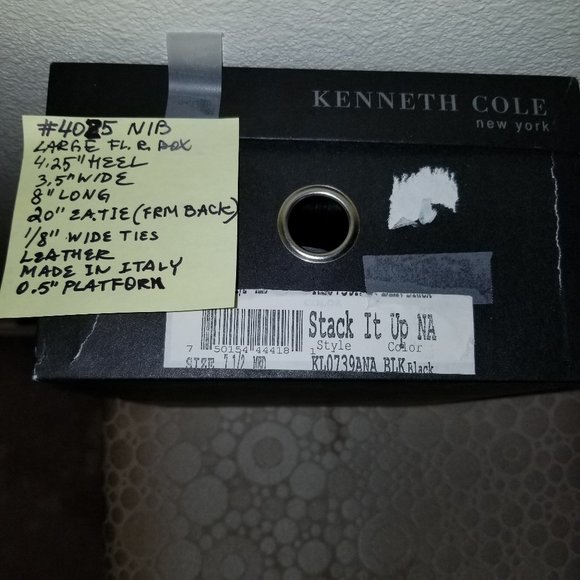 KENNETH COLE
new york
#4025 NIB
LARGE FL. R. BOX
4.25" HEEL
3.5" WIDE
8" LONG
20" EA. TIE (FRM BACK)
1/8" WIDE TIES
LEATHER
MADE IN ITALY
0.5" PLATFORM
Stack It Up NA
Style Color
7 50154 44418 1
SIZE 7 1/2 MED
KL0739ANA BLK Black